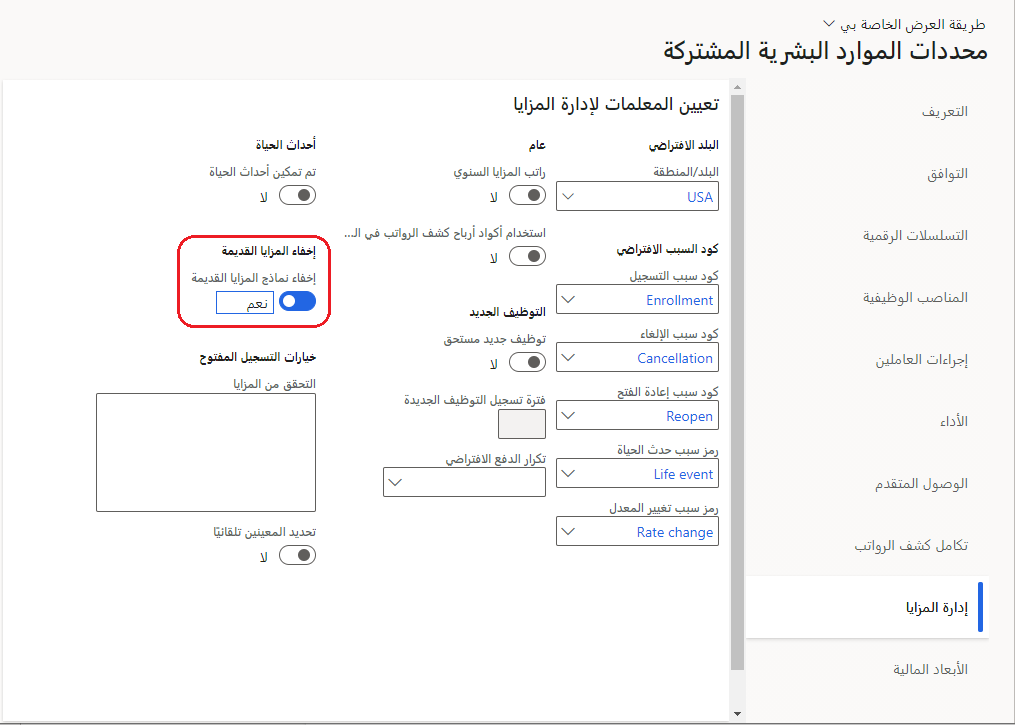 طريقة العرض الخاصة بي
محددات الموارد البشرية المشتركة
التعريف
التوافق
التسلسلات الرقمية
المناصب الوظيفية
إجراءات العاملين
الأداء
الوصول المتقدم
تكامل كشف الرواتب
إدارة المزايا
الأبعاد المالية
تعيين المعلمات لإدارة المزايا
البلد الافتراضي
البلد/المنطقة
USA
كود السبب الافتراضي
كود سبب التسجيل
Enrollment
كود سبب الإلغاء
Cancellation
كود سبب إعادة الفتح
Reopen
رمز سبب حدث الحياة
Life event
رمز سبب تغيير المعدل
Rate change
عام
راتب المزايا السنوي
لا
استخدام أكواد أرباح كشف الرواتب في الـ...
لا
التوظيف الجديد
توظيف جديد مستحق
لا
فترة تسجيل التوظيف الجديدة
تكرار الدفع الافتراضي
أحداث الحياة
تم تمكين أحداث الحياة
لا
إخفاء المزايا القديمة
إخفاء نماذج المزايا القديمة
نعم
خيارات التسجيل المفتوح
التحقق من المزايا
تحديد المعينين تلقائيًا
لا